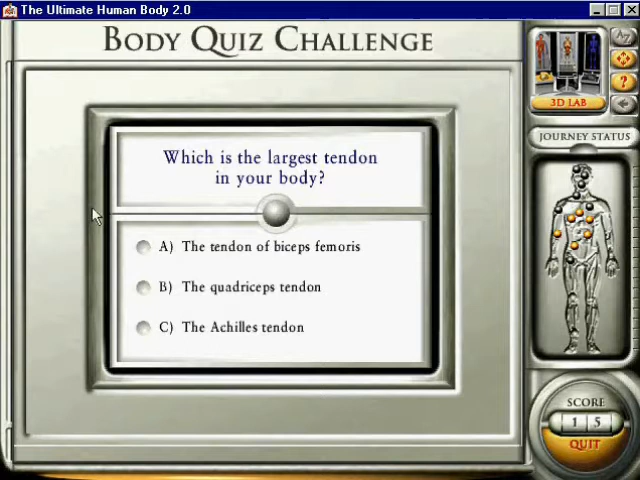 The Ultimate Human Body 2.0
BODY QUIZ CHALLENGE
Which is the largest tendon
in your body?
A) The tendon of biceps femoris
B) The quadriceps tendon
C) The Achilles tendon
3D LAB
?
JOURNEY STATUS
SCORE
1 5
QUIT